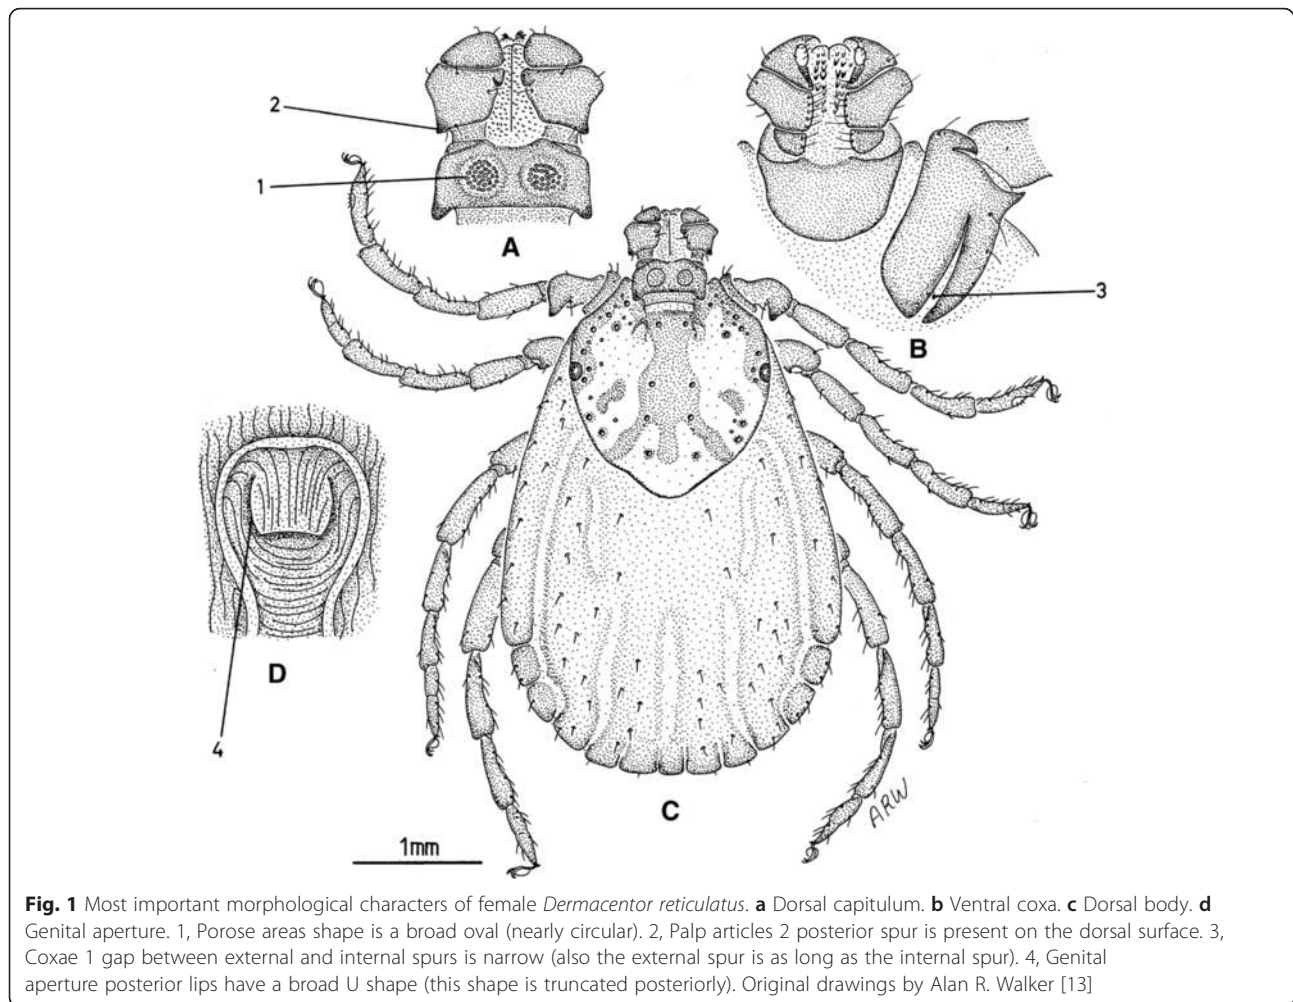 2
1
A
B
3
D
4
C
ARW
1mm
Fig. 1 Most important morphological characters of female Dermacentor reticulatus. a Dorsal capitulum. b Ventral coxa. c Dorsal body. d
Genital aperture. 1, Porose areas shape is a broad oval (nearly circular). 2, Palp articles 2 posterior spur is present on the dorsal surface. 3,
Coxae 1 gap between external and internal spurs is narrow (also the external spur is as long as the internal spur). 4, Genital
aperture posterior lips have a broad U shape (this shape is truncated posteriorly). Original drawings by Alan R. Walker [13]